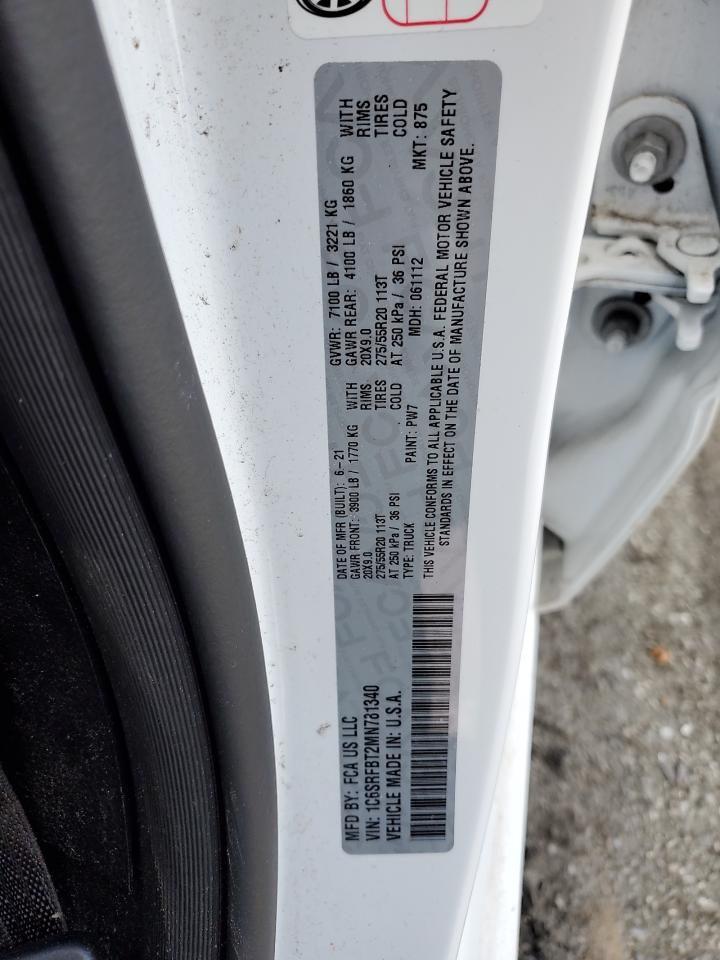 MFD BY: FCA US LLC
DATE OF MFR (BUILT): 6-21
GVWR: 7100 LB / 3221 KG
VIN: 1C6SRFBT2MN781340
VEHICLE MADE IN: U.S.A.
GAWR FRONT: 3900 LB / 1770 KG WITH
20X9.0 RIMS
275/55R20 113T TIRES
AT 250 kPa / 36 PSI COLD
GAWR REAR: 4100 LB / 1860 KG WITH
20X9.0 RIMS
275/55R20 113T TIRES
AT 250 kPa / 36 PSI COLD
TYPE: TRUCK PAINT: PW7 MDH: 061112 MKT: 875
THIS VEHICLE CONFORMS TO ALL APPLICABLE U.S.A. FEDERAL MOTOR VEHICLE SAFETY
STANDARDS IN EFFECT ON THE DATE OF MANUFACTURE SHOWN ABOVE.